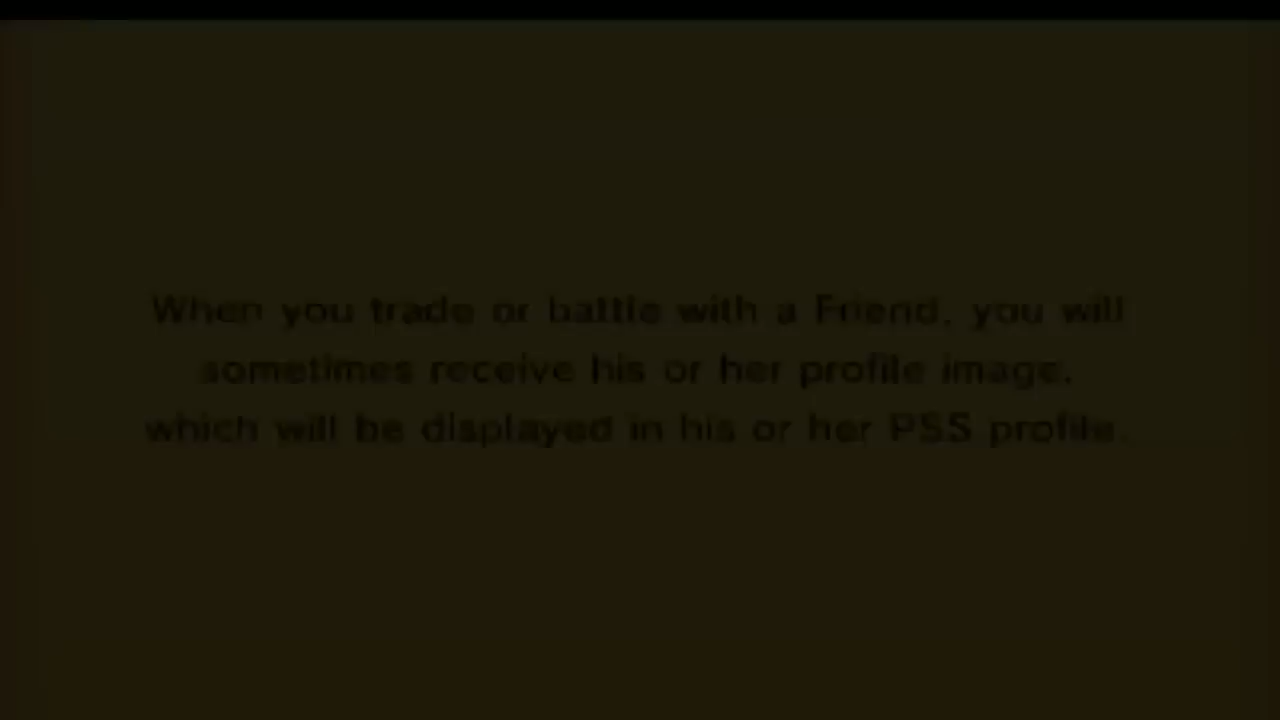 When you trade or battle with a Friend, you will
sometimes receive his or her profile image,
which will be displayed in his or her PSS profile.